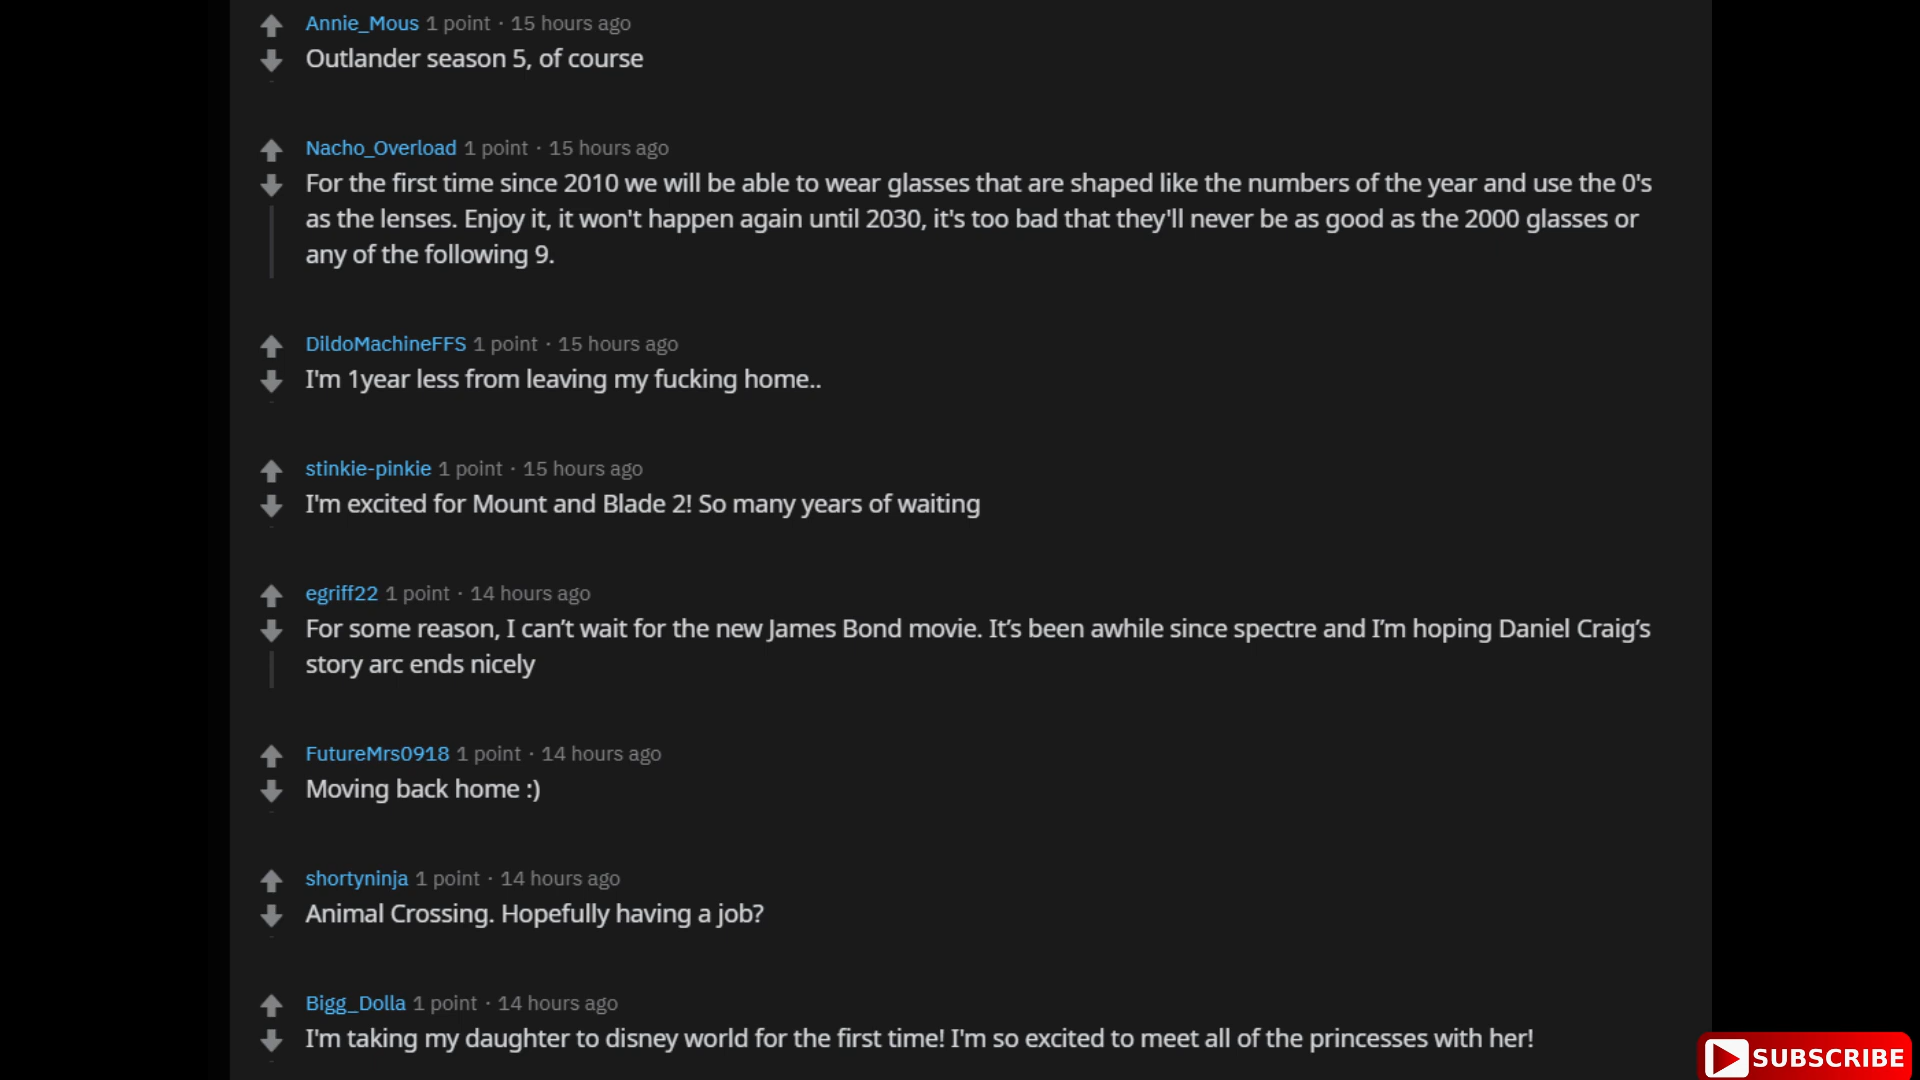 Annie_Mous 1 point · 15 hours ago
Outlander season 5, of course
Nacho_Overload 1 point · 15 hours ago
For the first time since 2010 we will be able to wear glasses that are shaped like the numbers of the year and use the 0's
as the lenses. Enjoy it, it won't happen again until 2030, it's too bad that they'll never be as good as the 2000 glasses or
any of the following 9.
DildoMachineFFS 1 point · 15 hours ago
I'm 1year less from leaving my fucking home..
stinkie-pinkie 1 point · 15 hours ago
I'm excited for Mount and Blade 2! So many years of waiting
egriff22 1 point · 14 hours ago
For some reason, I can’t wait for the new James Bond movie. It’s been awhile since spectre and I’m hoping Daniel Craig’s
story arc ends nicely
FutureMrs0918 1 point · 14 hours ago
Moving back home :)
shortyninja 1 point · 14 hours ago
Animal Crossing. Hopefully having a job?
Bigg_Dolla 1 point · 14 hours ago
I'm taking my daughter to disney world for the first time! I'm so excited to meet all of the princesses with her!
SUBSCRIBE